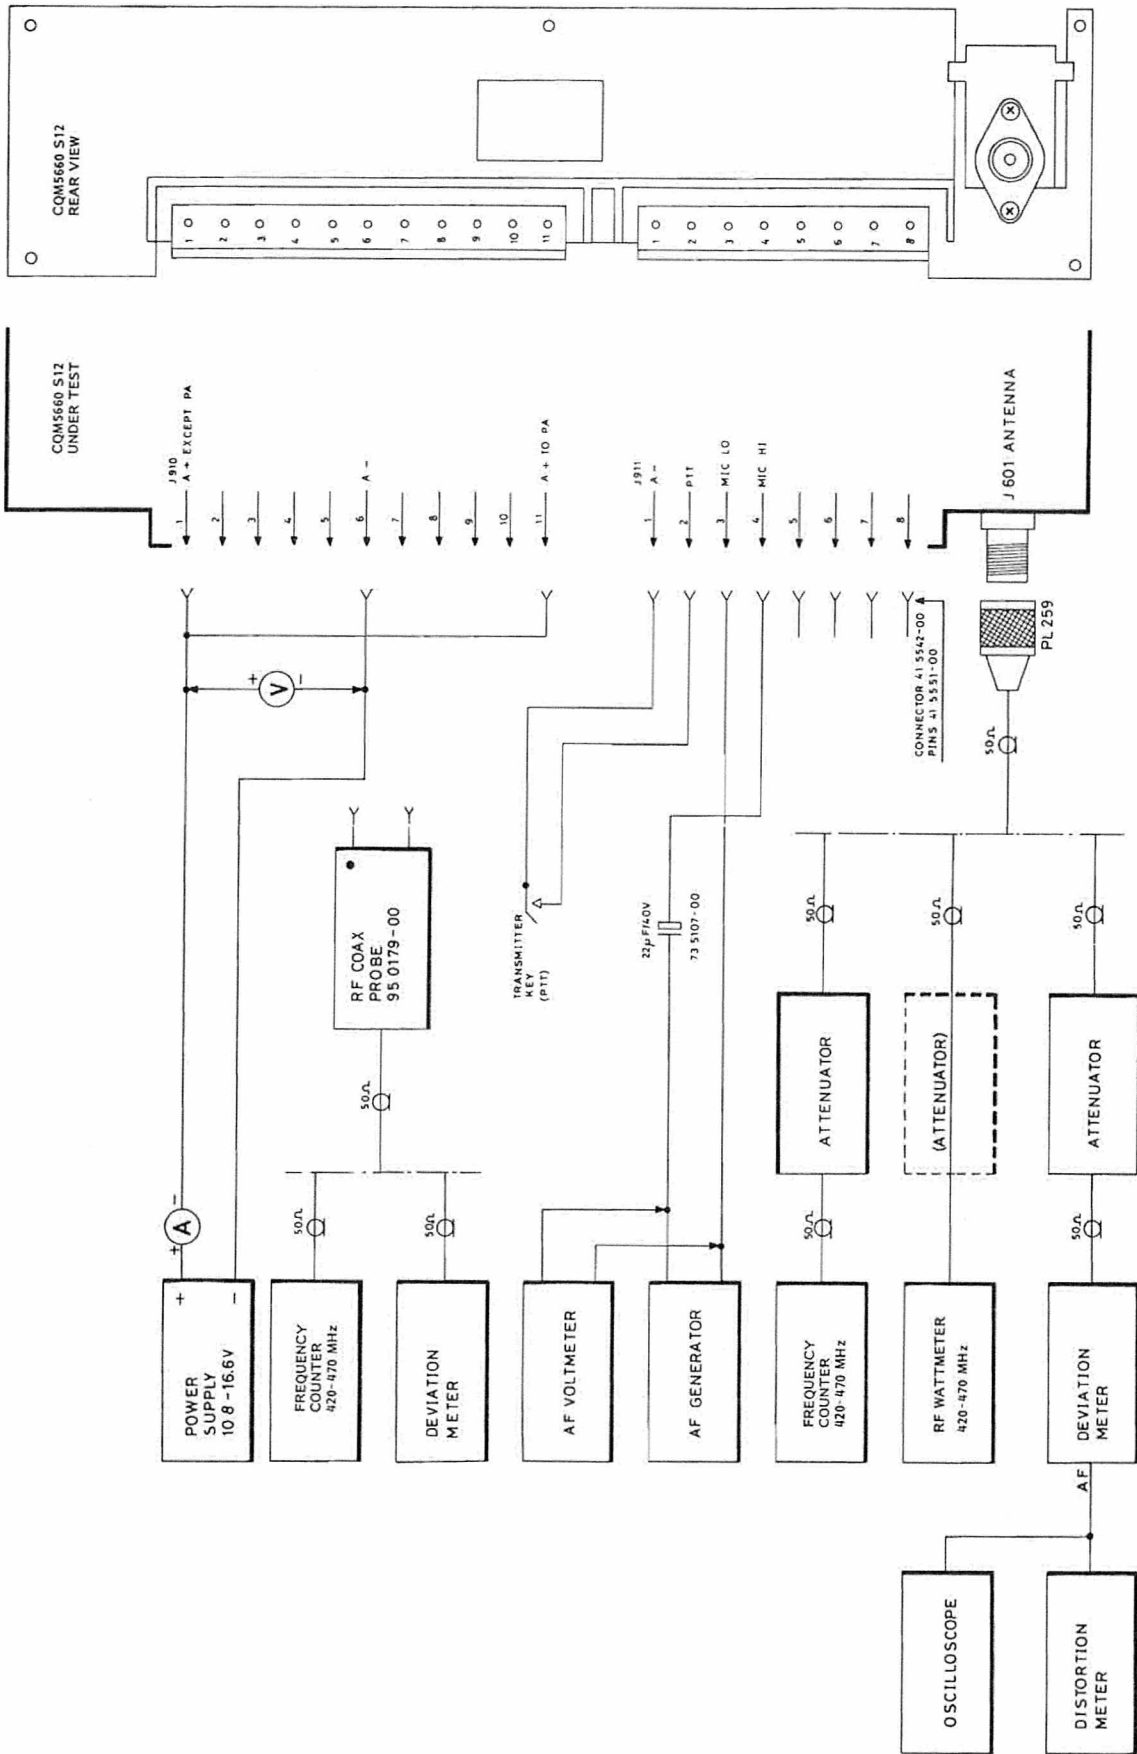 CQM5660 S12
REAR VIEW
1
2
3
4
5
6
7
8
9
10
11
1
2
3
4
5
6
7
8
CQM5660 S12
UNDER TEST
J910
1
A + EXCEPT PA
2
3
4
5
6
A -
7
8
9
10
11
A + TO PA
J911
1
A -
2
PTT
3
MIC LO
4
MIC HI
5
6
7
8
J601 ANTENNA
CONNECTOR 41 5542-00
PINS 41 5551-00
PL 259
50Ω
+
V
-
+
A
-
RF COAX
PROBE
95 0179-00
50Ω
50Ω
50Ω
TRANSMITTER
KEY
(PTT)
22µF/40V
73 5107-00
50Ω
50Ω
50Ω
ATTENUATOR
(ATTENUATOR)
ATTENUATOR
50Ω
50Ω
+
-
POWER
SUPPLY
10 8 -16.6V
FREQUENCY
COUNTER
420-470 MHz
DEVIATION
METER
AF VOLTMETER
AF GENERATOR
FREQUENCY
COUNTER
420-470 MHz
RF WATTMETER
420-470 MHz
DEVIATION
METER
AF
OSCILLOSCOPE
DISTORTION
METER